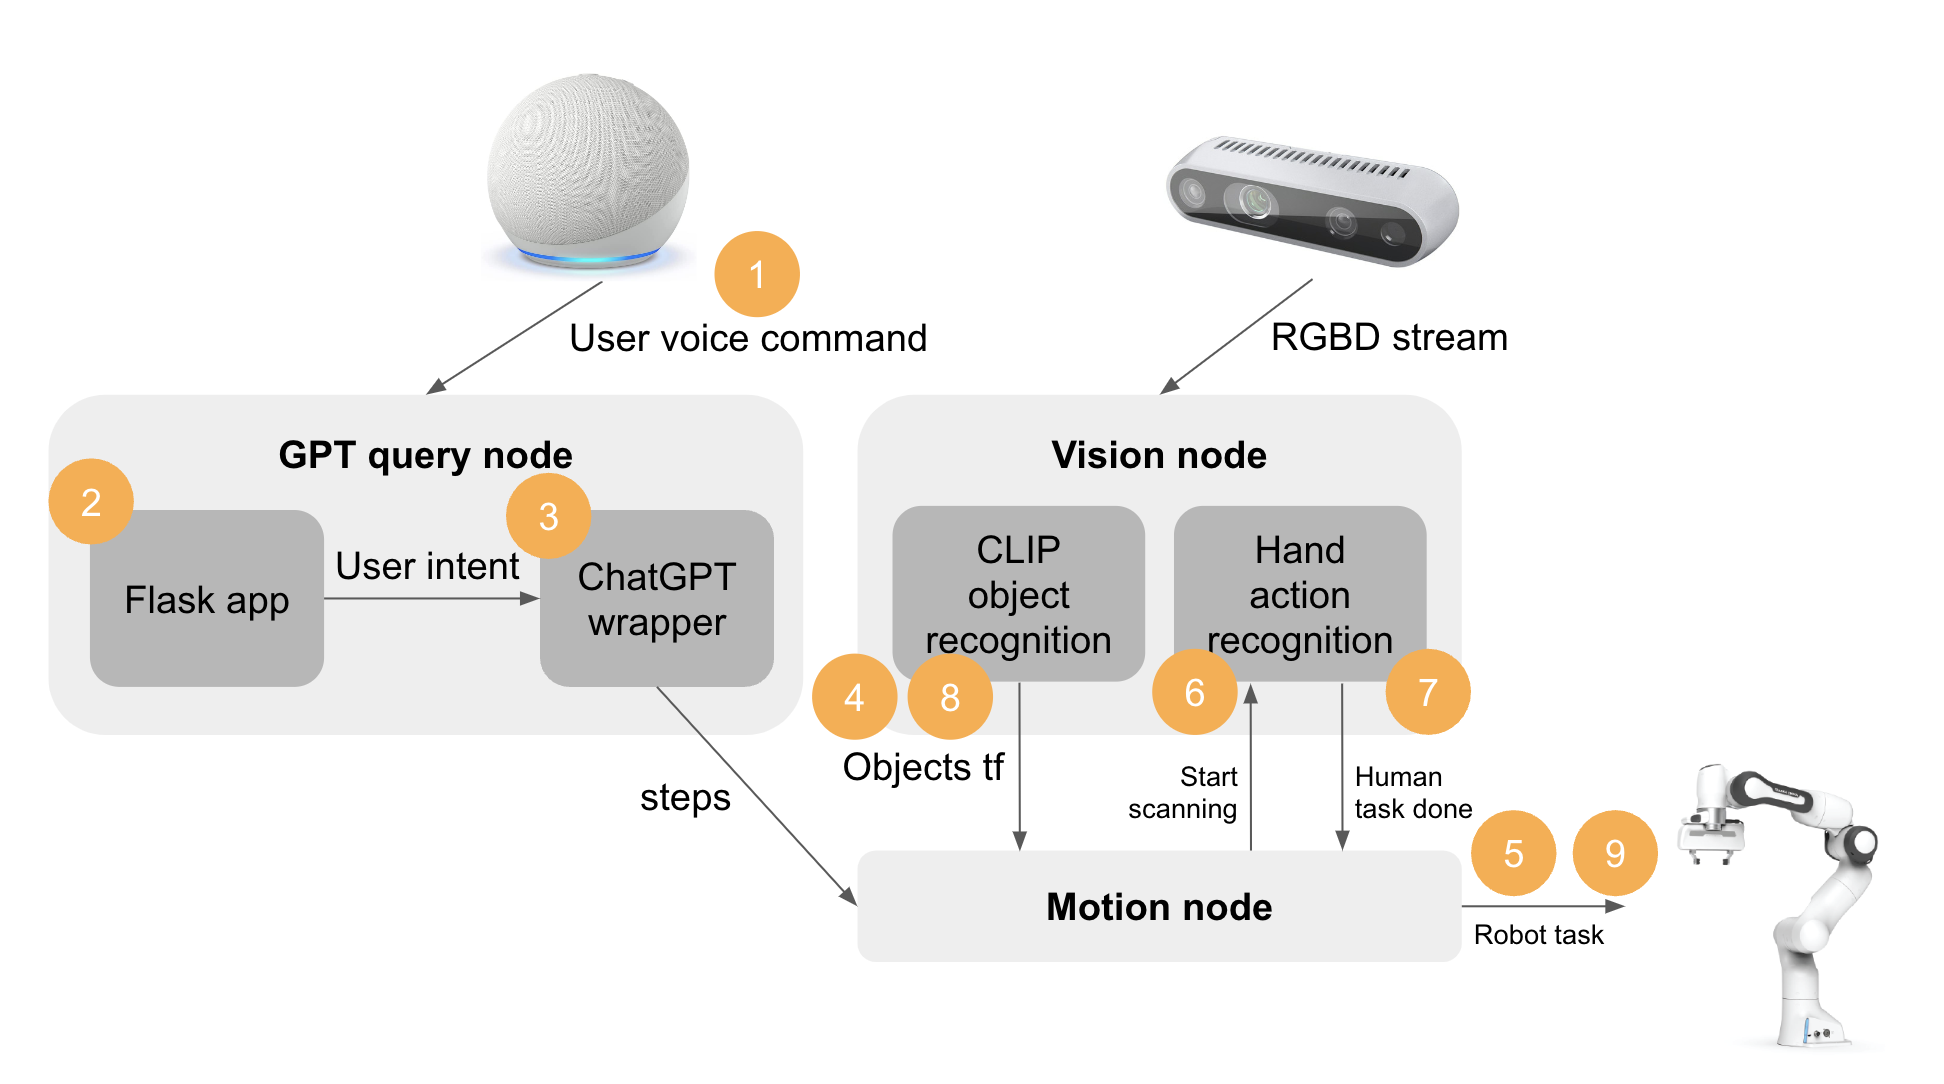 1
User voice command
RGBD stream
GPT query node
2
Flask app
User intent
3
ChatGPT
wrapper
steps
Vision node
CLIP
object
recognition
Hand
action
recognition
4
8
6
7
Objects tf
Start
scanning
Human
task done
Motion node
5
9
Robot task